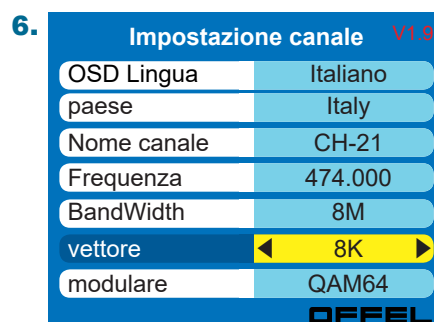 6.
Impostazione canale V1.9
OSD Lingua Italiano
paese Italy
Nome canale CH-21
Frequenza 474.000
BandWidth 8M
vettore 8K
modulare QAM64
OFFEL